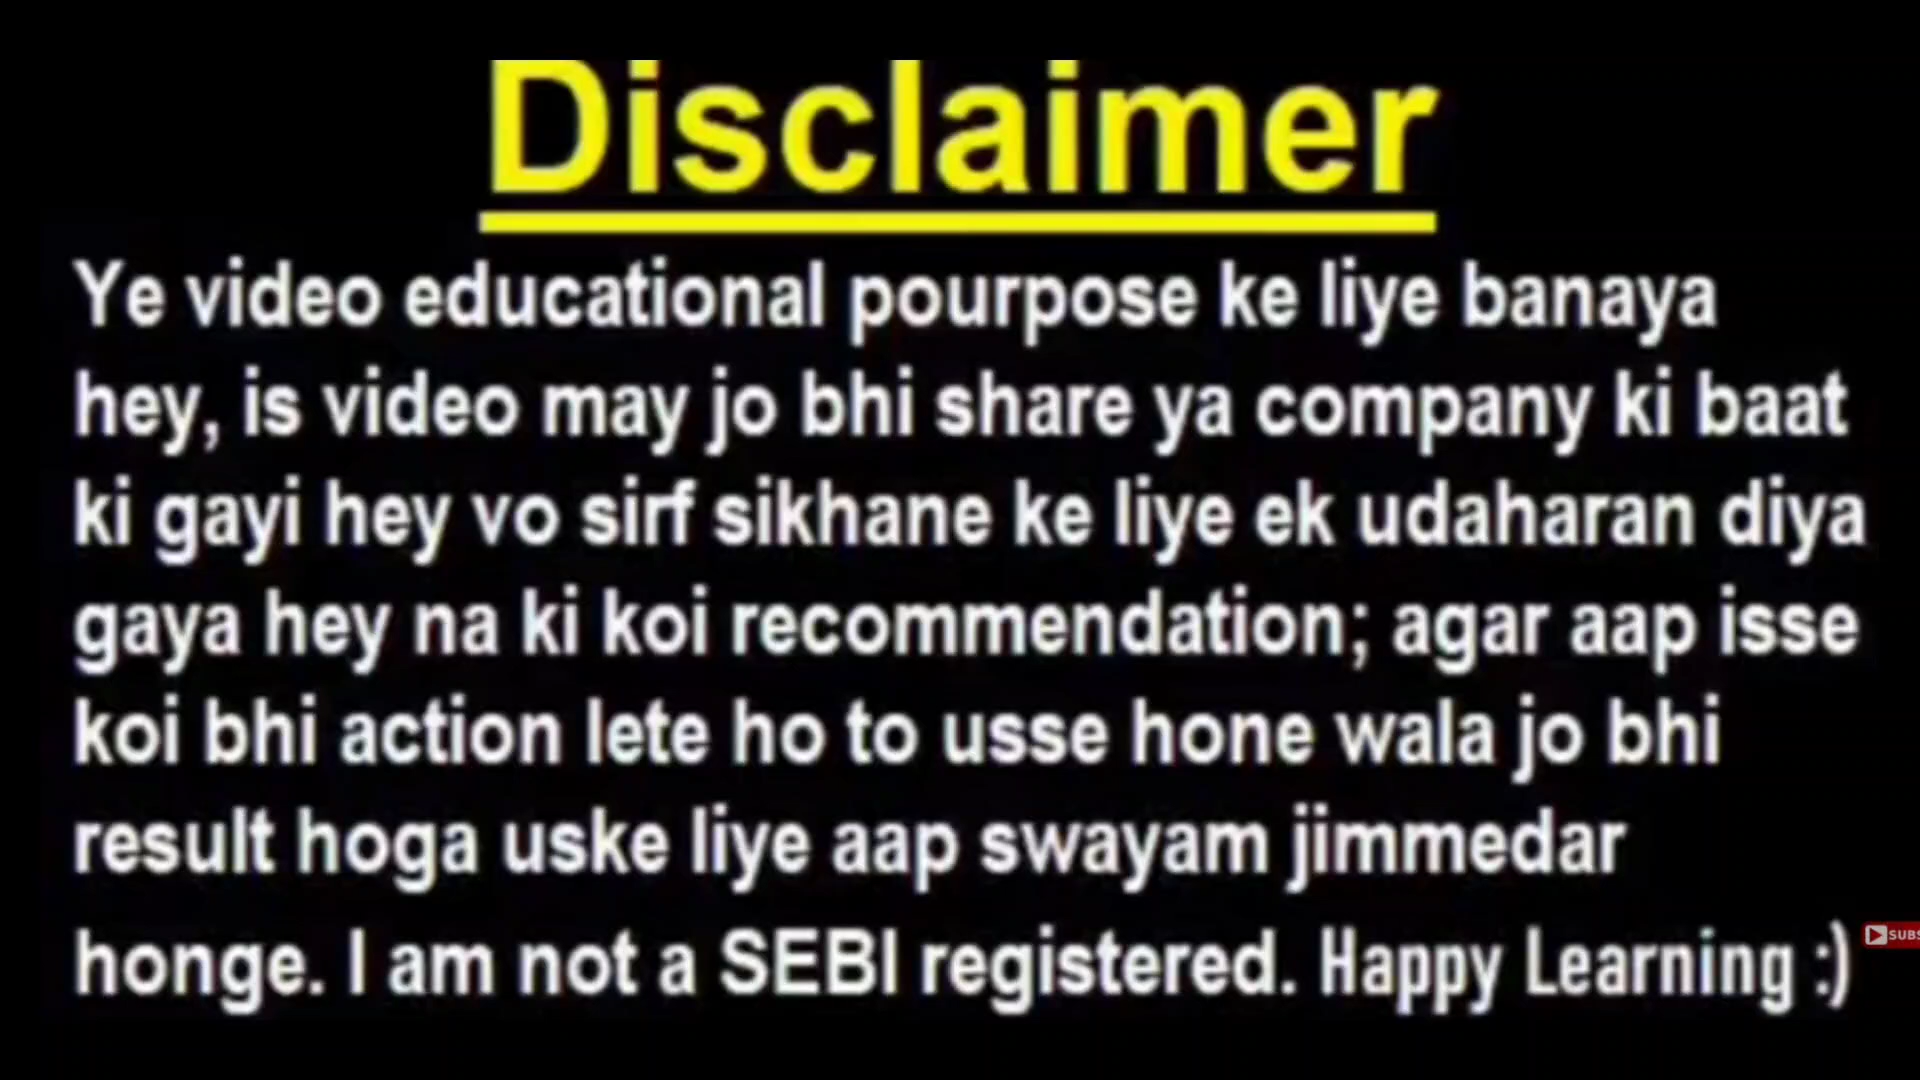 Disclaimer
Ye video educational pourpose ke liye banaya
hey, is video may jo bhi share ya company ki baat
ki gayi hey vo sirf sikhane ke liye ek udaharan diya
gaya hey na ki koi recommendation; agar aap isse
koi bhi action lete ho to usse hone wala jo bhi
result hoga uske liye aap swayam jimmedar
honge. I am not a SEBI registered. Happy Learning :)
SUBS